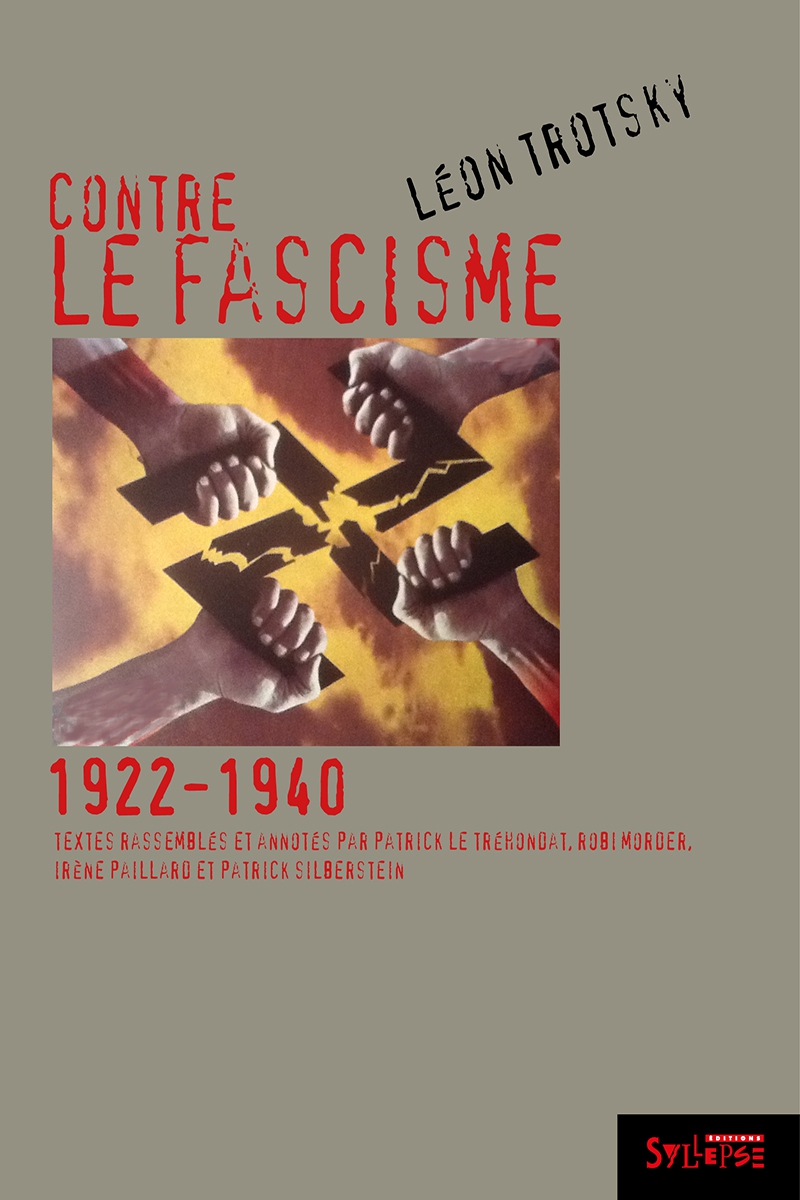 LÉON TROTSKY
CONTRE
LE FASCISME
1922-1940
TEXTES RASSEMBLÉS ET ANNOTÉS PAR PATRICK LE TRÉHONDAT, ROBI MORDER,
IRÈNE PAILLARD ET PATRICK SILBERSTEIN
ÉDITIONS
SYLLEPSE